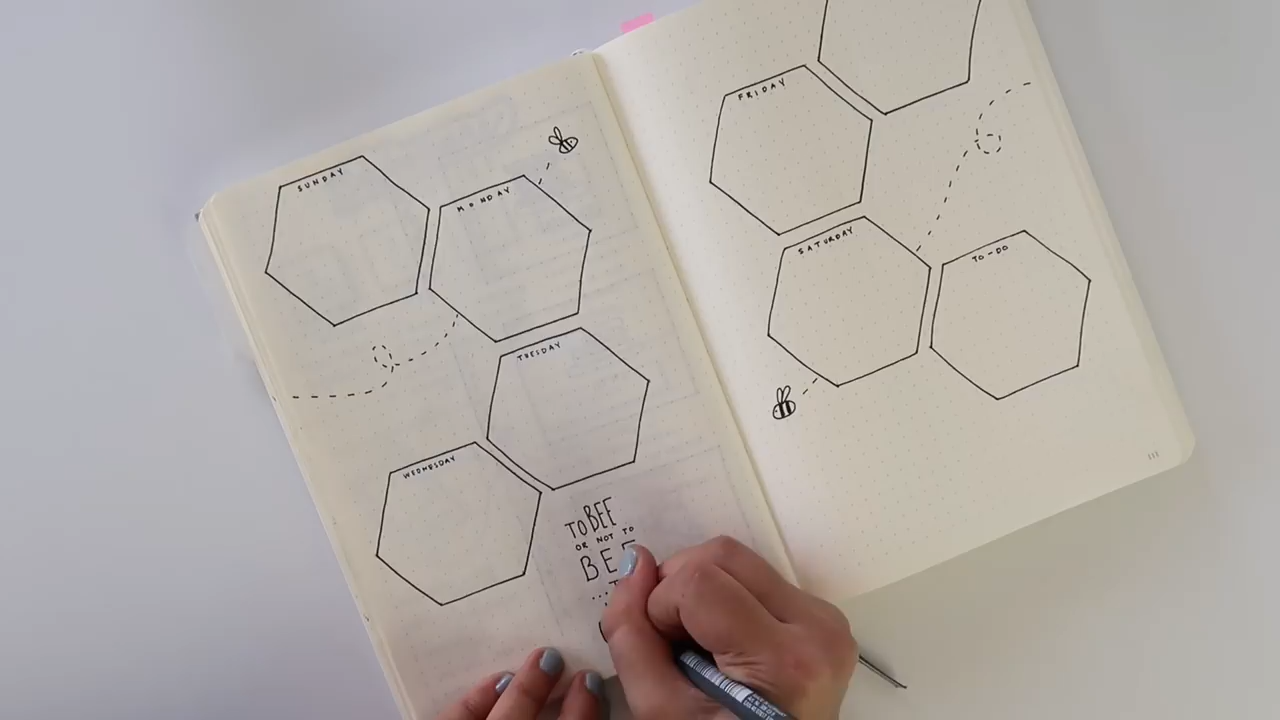 SUNDAY
MONDAY
TUESDAY
WEDNESDAY
TO BEE
OR NOT TO
BEE
...
FRIDAY
SATURDAY
TO-DO